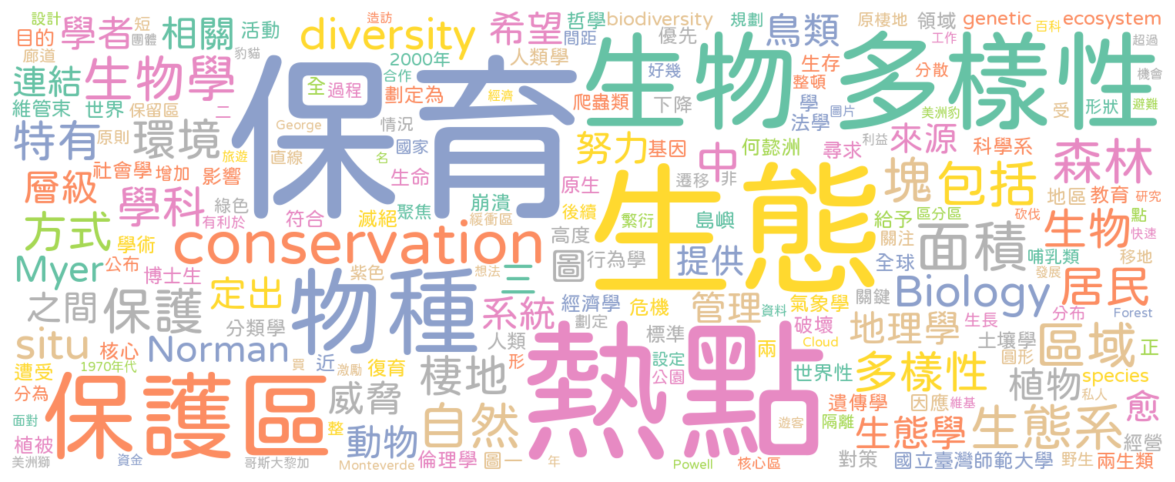 設計 造訪 短 diversity 希望 哲學 biodiversity 規劃 原棲地 領域 genetic ecosystem
目的 團體 學者 相關 活動 2000年 人類學 間距 優先 鳥類 百科 工作 超過
廊道 豹貓 合作 好幾 生存 分散 機會
連結 生物學 全 過程 保育 生物多樣性 爬蟲類 下降 整頓 圖片 美洲豹 受 形狀 避難
維管束 世界 保留區 二 劃定為 經濟 學 法學 利益
特有 原則 環境 George 情況 國家 努力 基因 中 何懿洲 尋求 來源 科學系 森林
社會學 增加 影響 旅遊 直線 名 生命 原生 遷移 非 塊 包括 地區 教育 研究
層級 學科 綠色 有利於 符合 滅絕 聚焦 崩潰 緩衝區 後續 繁衍 島嶼 生態 給予 區分區 砍伐 生物 點 快速
方式 學術 conservation 高度 行為學 提供 關注 面積 哺乳類 移地
Myer 公布 博士生 紫色 物種 想法 三 圖 危機 全球 發展
之間 保護 定出 分類學 系統 經濟學 劃定 管理 氣象學 關鍵 Biology 居民 分布 Forest
situ 核心 Norman 人類 熱點 標準 資料 破壞 地理學 生長 土壤學 區域 正
遭受 1970年代 買 激勵 近 復育 形 棲地 設定 兩 Cloud 世界性 多樣性 圓形 植物 species
分為 保護區 威脅 公園 遺傳學 因應 維基 私人 愈
面對 植被 整 動物 自然 遊客 隔離 生態學 生態系 經營
美洲獅 資金 哥斯大黎加 Monteverde 倫理學 圖一 年 Powell 核心區 對策 國立臺灣師範大學 野生 兩生類